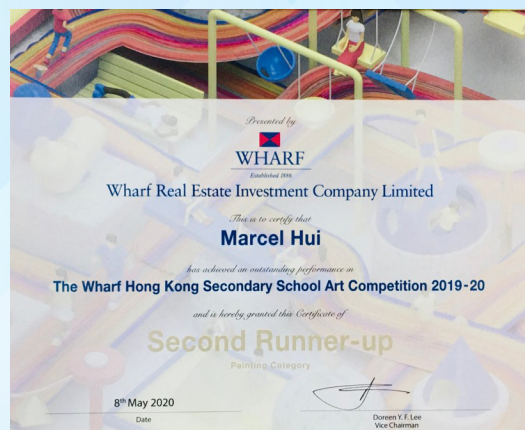 Presented by
WHARF
Established 1886
Wharf Real Estate Investment Company Limited
This is to certify that
Marcel Hui
has achieved an outstanding performance in
The Wharf Hong Kong Secondary School Art Competition 2019-20
and is hereby granted this Certificate of
Second Runner-up
Painting Category
8th May 2020
Date
Doreen Y. F. Lee
Vice Chairman